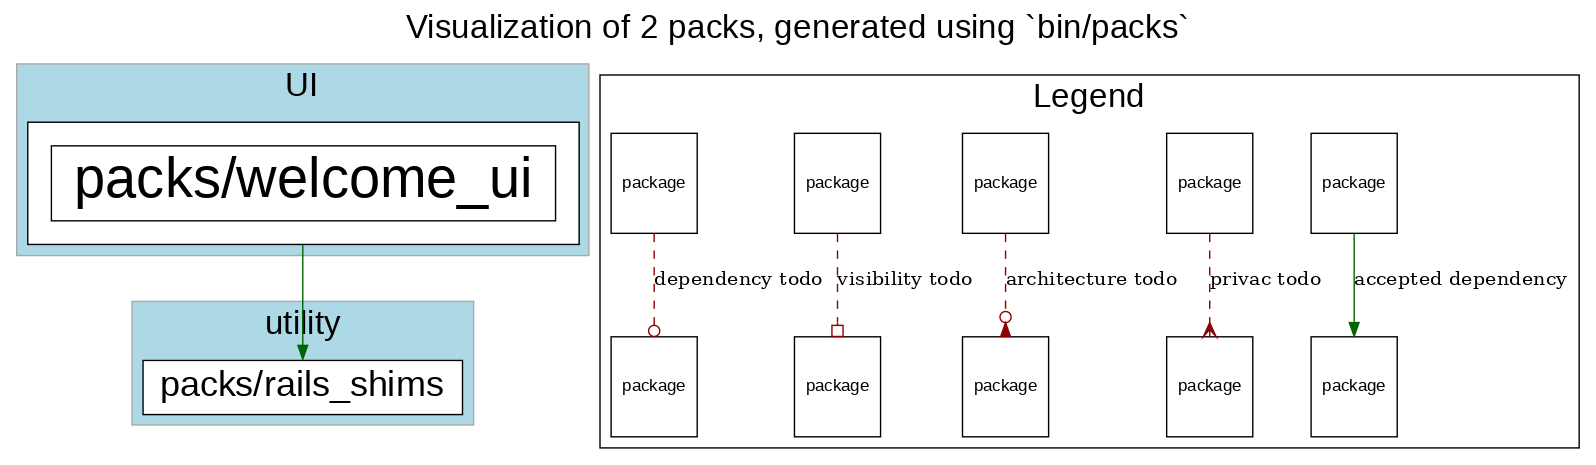 Visualization of 2 packs, generated using `bin/packs`
UI
packs/welcome_ui
utility
packs/rails_shims
Legend
package package package package package
dependency todo visibility todo architecture todo privac todo accepted dependency
package package package package package